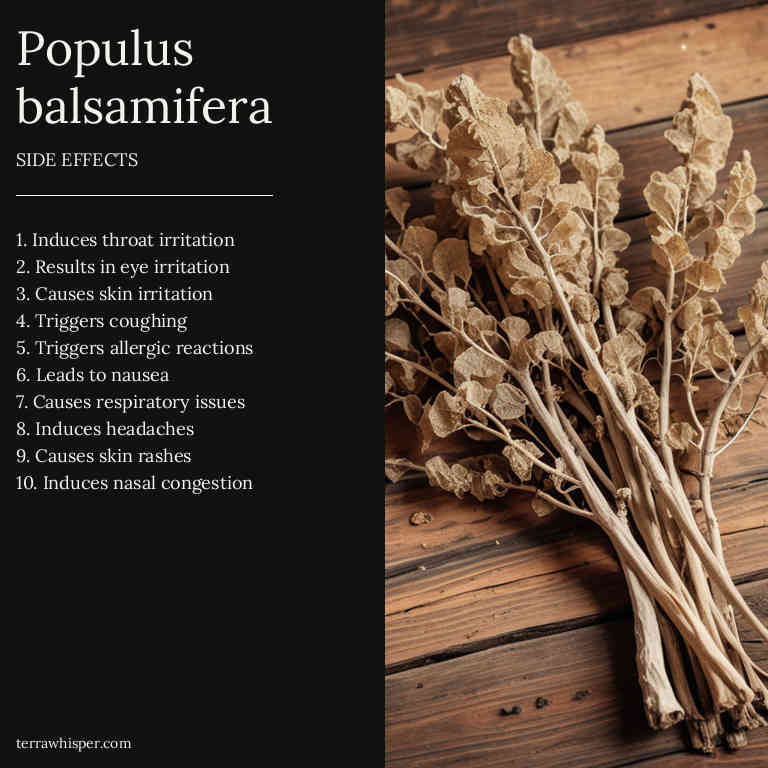 Populus
balsamifera
SIDE EFFECTS
1. Induces throat irritation
2. Results in eye irritation
3. Causes skin irritation
4. Triggers coughing
5. Triggers allergic reactions
6. Leads to nausea
7. Causes respiratory issues
8. Induces headaches
9. Causes skin rashes
10. Induces nasal congestion
terrawhisper.com